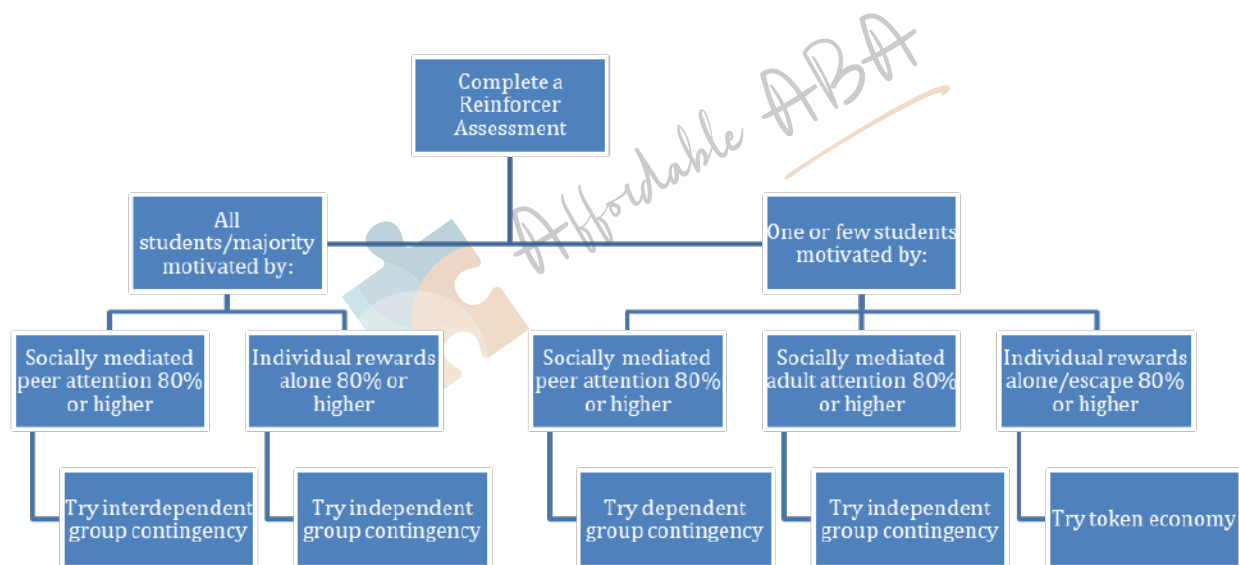 Complete a
Reinforcer
Assessment
Affordable ABA
All
students/majority
motivated by:
One or few students
motivated by:
Socially mediated
peer attention 80%
or higher
Individual rewards
alone 80% or
higher
Socially mediated
peer attention 80%
or higher
Socially mediated
adult attention 80%
or higher
Individual rewards
alone/escape 80%
or higher
Try interdependent
group contingency
Try independent
group contingency
Try dependent
group contingency
Try independent
group contingency
Try token economy